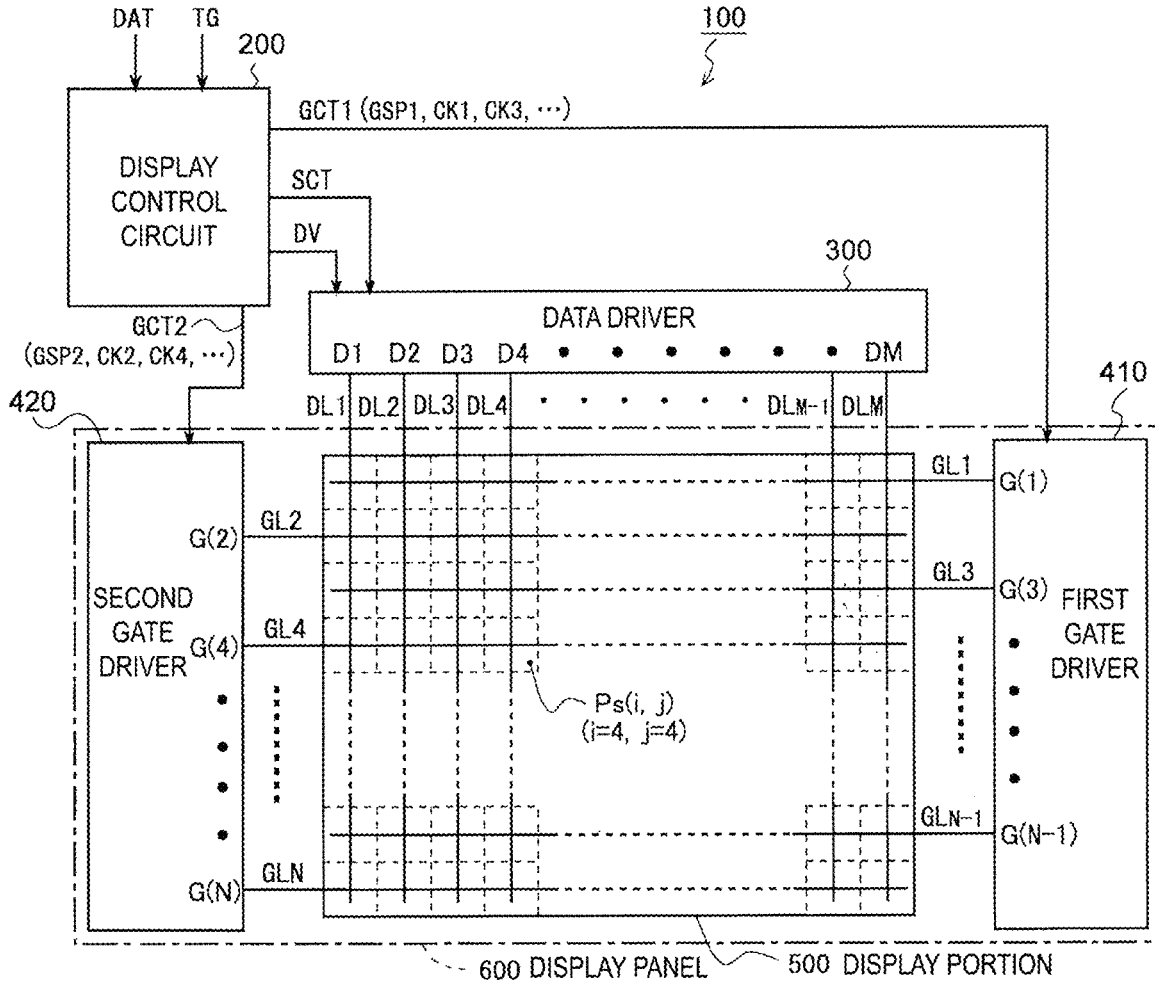 DAT TG
100
200
GCT1 (GSP1, CK1, CK3, ···)
DISPLAY
CONTROL
CIRCUIT
SCT
DV
300
GCT2
(GSP2, CK2, CK4, ···)
DATA DRIVER
D1 D2 D3 D4 DM
420
410
DL1 DL2 DL3 DL4 DLM-1 DLM
GL1 G(1)
G(2) GL2
GL3 G(3)
SECOND
GATE
DRIVER
FIRST
GATE
DRIVER
G(4) GL4
Ps(i, j)
(i=4, j=4)
GLN-1 G(N-1)
G(N) GLN
600 DISPLAY PANEL
500 DISPLAY PORTION